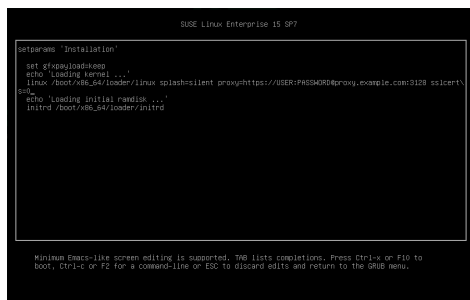 SUSE Linux Enterprise 15 SP7
setparams 'Installation'
set gfxpayload=keep
echo 'Loading kernel ...'
linux /boot/x86_64/loader/linux splash=silent proxy=https://USER:PASSWORD@proxy.example.com:3128 sslcert\
s=0_
echo 'Loading initial ramdisk ...'
initrd /boot/x86_64/loader/initrd
Minimum Emacs-like screen editing is supported. TAB lists completions. Press Ctrl-x or F10 to
boot, Ctrl-c or F2 for a command-line or ESC to discard edits and return to the GRUB menu.